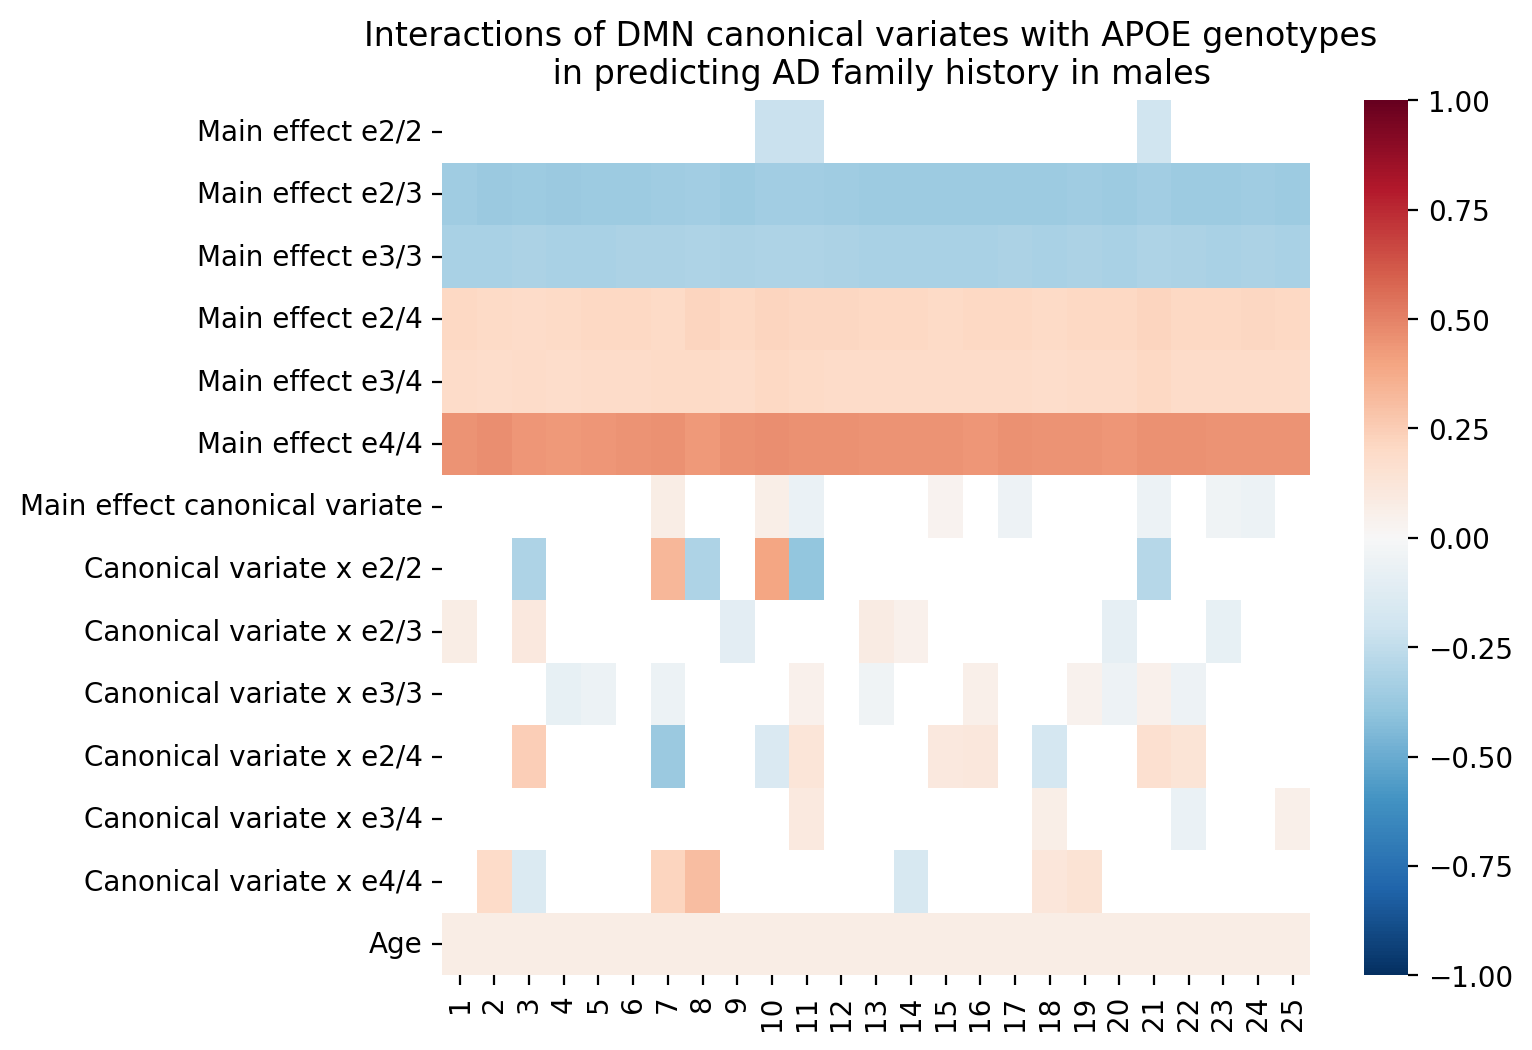 Interactions of DMN canonical variates with APOE genotypes
in predicting AD family history in males
Main effect e2/2
Main effect e2/3
Main effect e3/3
Main effect e2/4
Main effect e3/4
Main effect e4/4
Main effect canonical variate
Canonical variate x e2/2
Canonical variate x e2/3
Canonical variate x e3/3
Canonical variate x e2/4
Canonical variate x e3/4
Canonical variate x e4/4
Age
1 2 3 4 5 6 7 8 9 10 11 12 13 14 15 16 17 18 19 20 21 22 23 24 25
1.00
0.75
0.50
0.25
0.00
−0.25
−0.50
−0.75
−1.00